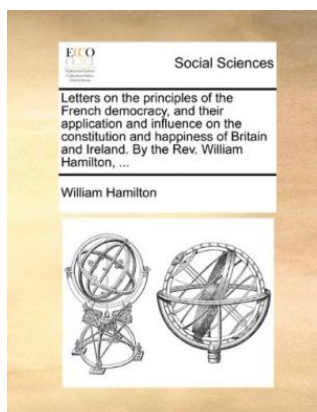 ECCO
Social Sciences
Letters on the principles of the
French democracy, and their
application and influence on the
constitution and happiness of Britain
and Ireland. By the Rev. William
Hamilton, ...
William Hamilton